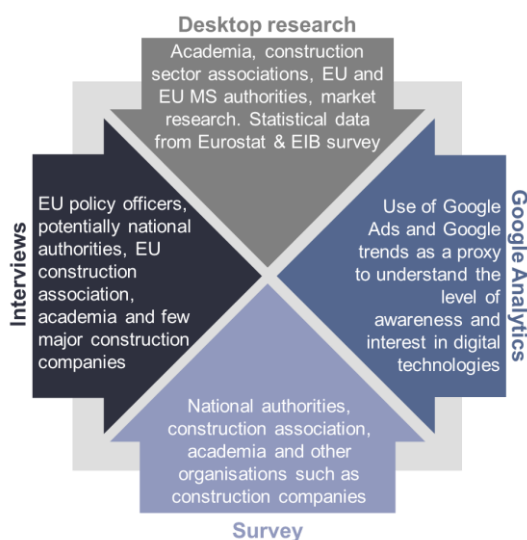 Desktop research
Academia, construction
sector associations, EU and
EU MS authorities, market
research. Statistical data
from Eurostat & EIB survey
Interviews
EU policy officers,
potentially national
authorities, EU
construction
association,
academia and few
major construction
companies
Use of Google
Ads and Google
trends as a proxy
to understand the
level of
awareness and
interest in digital
technologies
Google Analytics
National authorities,
construction association,
academia and other
organisations such as
construction companies
Survey